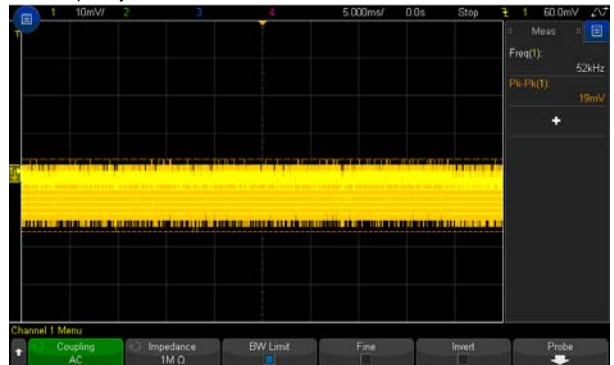 1 10mV/ 2 3 4 5.000ms/ 0.0s Stop 1 60.0mV
T
Meas
Freq(1):
52kHz
Pk-Pk(1):
19mV
Channel 1 Menu
Coupling Impedance BW Limit Fine Invert Probe
AC 1M Ω